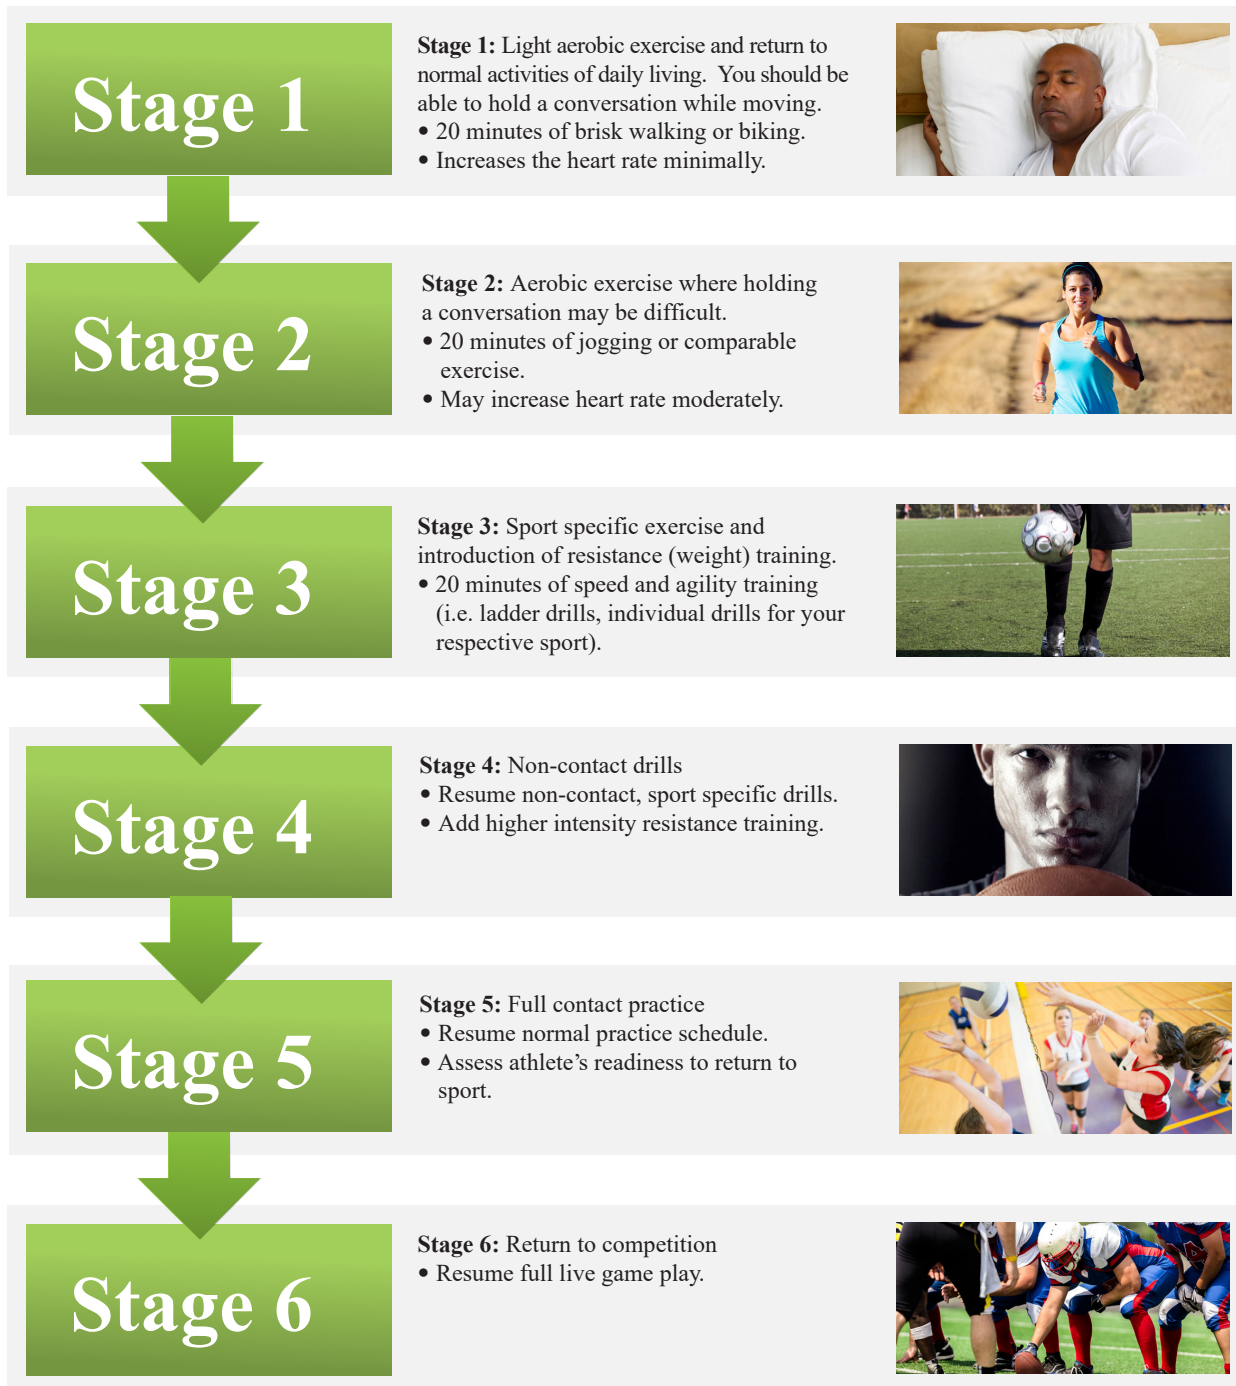 Stage 1
Stage 1: Light aerobic exercise and return to
normal activities of daily living.  You should be
able to hold a conversation while moving.
• 20 minutes of brisk walking or biking.
• Increases the heart rate minimally.
Stage 2
Stage 2: Aerobic exercise where holding
a conversation may be difficult.
• 20 minutes of jogging or comparable
exercise.
• May increase heart rate moderately.
Stage 3
Stage 3: Sport specific exercise and
introduction of resistance (weight) training.
• 20 minutes of speed and agility training
(i.e. ladder drills, individual drills for your
respective sport).
Stage 4
Stage 4: Non-contact drills
• Resume non-contact, sport specific drills.
• Add higher intensity resistance training.
Stage 5
Stage 5: Full contact practice
• Resume normal practice schedule.
• Assess athlete’s readiness to return to
sport.
Stage 6
Stage 6: Return to competition
• Resume full live game play.